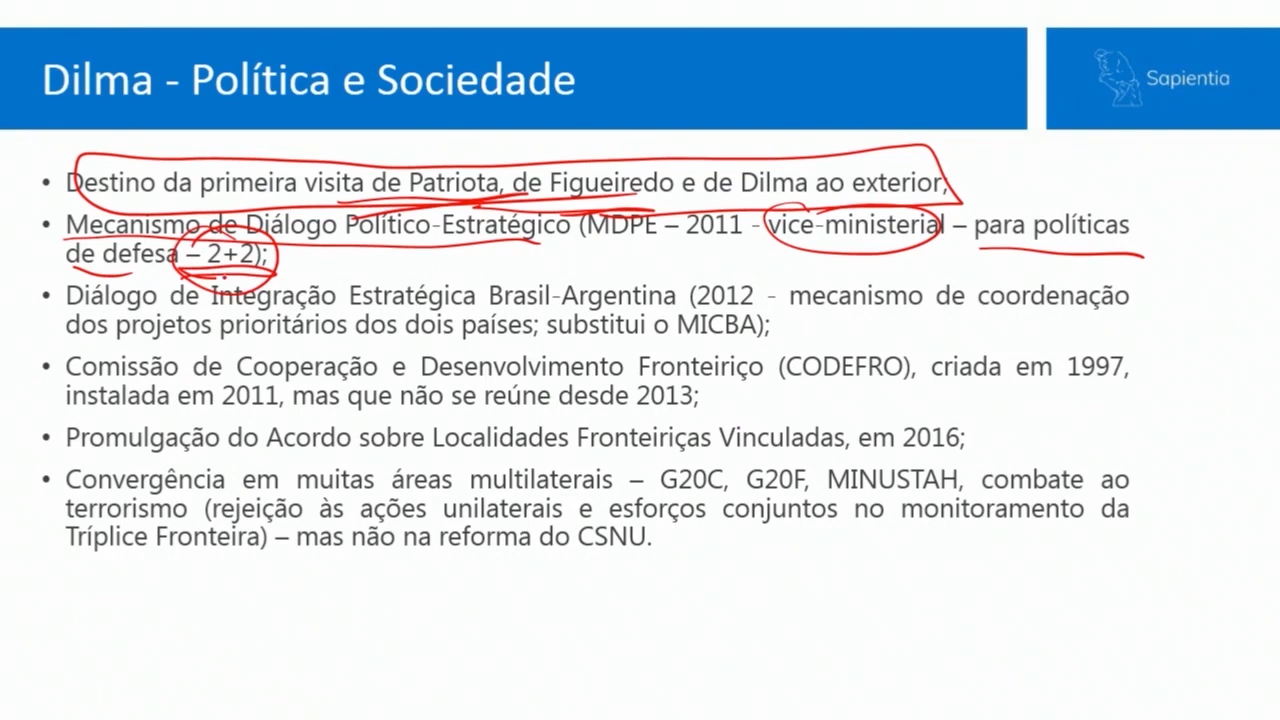 Dilma - Política e Sociedade
Sapientia
• Destino da primeira visita de Patriota, de Figueiredo e de Dilma ao exterior;
• Mecanismo de Diálogo Político-Estratégico (MDPE – 2011 - vice-ministerial – para políticas
de defesa – 2+2);
• Diálogo de Integração Estratégica Brasil-Argentina (2012 - mecanismo de coordenação
dos projetos prioritários dos dois países; substitui o MICBA);
• Comissão de Cooperação e Desenvolvimento Fronteiriço (CODEFRO), criada em 1997,
instalada em 2011, mas que não se reúne desde 2013;
• Promulgação do Acordo sobre Localidades Fronteiriças Vinculadas, em 2016;
• Convergência em muitas áreas multilaterais – G20C, G20F, MINUSTAH, combate ao
terrorismo (rejeição às ações unilaterais e esforços conjuntos no monitoramento da
Tríplice Fronteira) – mas não na reforma do CSNU.